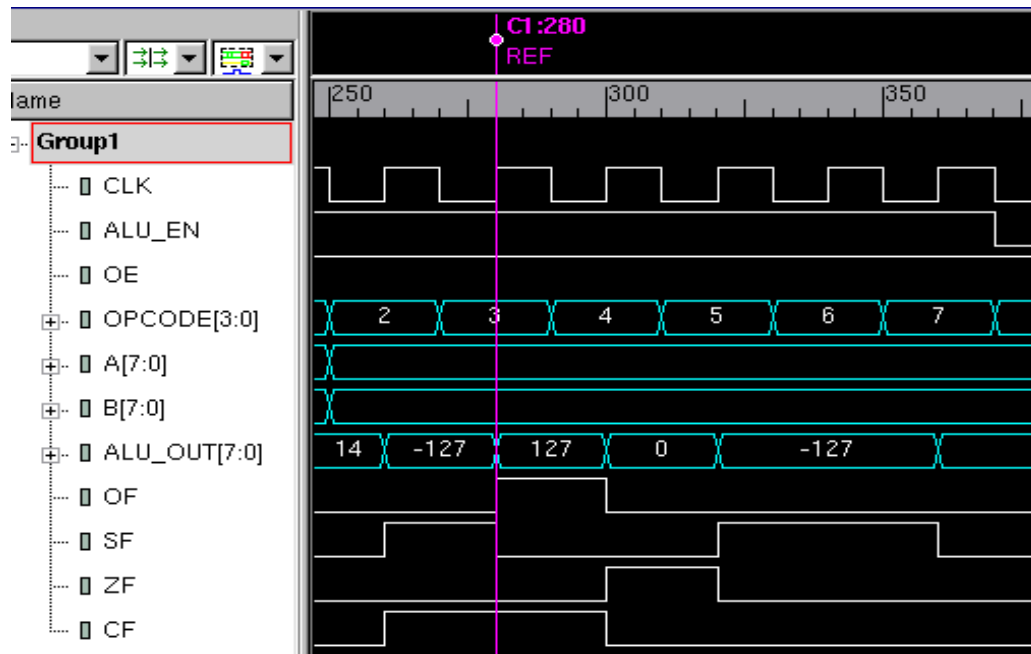 C1:280
REF
ame
250 300 350
Group1
CLK
ALU_EN
OE
OPCODE[3:0] 2 3 4 5 6 7
A[7:0]
B[7:0]
ALU_OUT[7:0] 14 -127 127 0 -127
OF
SF
ZF
CF